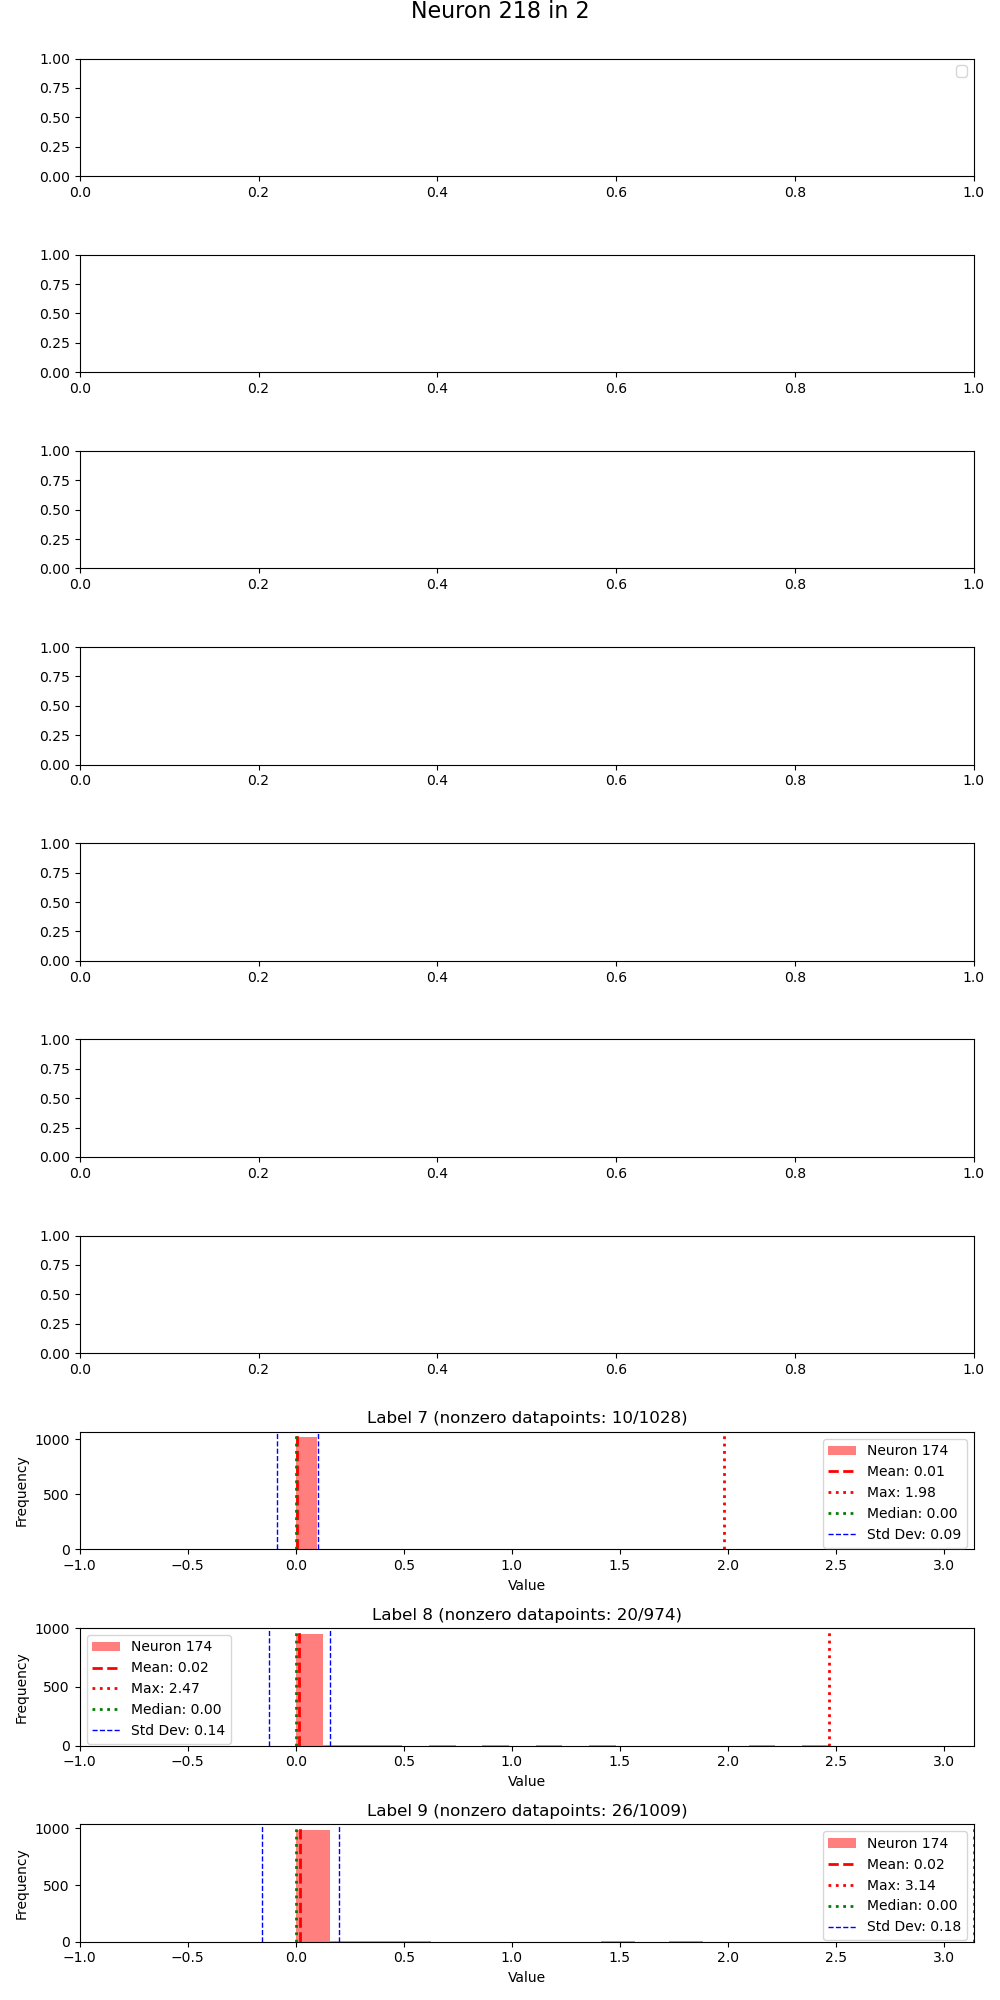 Neuron 218 in 2
1.00
0.75
0.50
0.25
0.00
0.0 0.2 0.4 0.6 0.8 1.0
1.00
0.75
0.50
0.25
0.00
0.0 0.2 0.4 0.6 0.8 1.0
1.00
0.75
0.50
0.25
0.00
0.0 0.2 0.4 0.6 0.8 1.0
1.00
0.75
0.50
0.25
0.00
0.0 0.2 0.4 0.6 0.8 1.0
1.00
0.75
0.50
0.25
0.00
0.0 0.2 0.4 0.6 0.8 1.0
1.00
0.75
0.50
0.25
0.00
0.0 0.2 0.4 0.6 0.8 1.0
1.00
0.75
0.50
0.25
0.00
0.0 0.2 0.4 0.6 0.8 1.0
Label 7 (nonzero datapoints: 10/1028)
Frequency
1000
500
0
Neuron 174
Mean: 0.01
Max: 1.98
Median: 0.00
Std Dev: 0.09
−1.0 −0.5 0.0 0.5 1.0 1.5 2.0 2.5 3.0
Value
Label 8 (nonzero datapoints: 20/974)
Frequency
1000
500
0
Neuron 174
Mean: 0.02
Max: 2.47
Median: 0.00
Std Dev: 0.14
−1.0 −0.5 0.0 0.5 1.0 1.5 2.0 2.5 3.0
Value
Label 9 (nonzero datapoints: 26/1009)
Frequency
1000
500
0
Neuron 174
Mean: 0.02
Max: 3.14
Median: 0.00
Std Dev: 0.18
−1.0 −0.5 0.0 0.5 1.0 1.5 2.0 2.5 3.0
Value